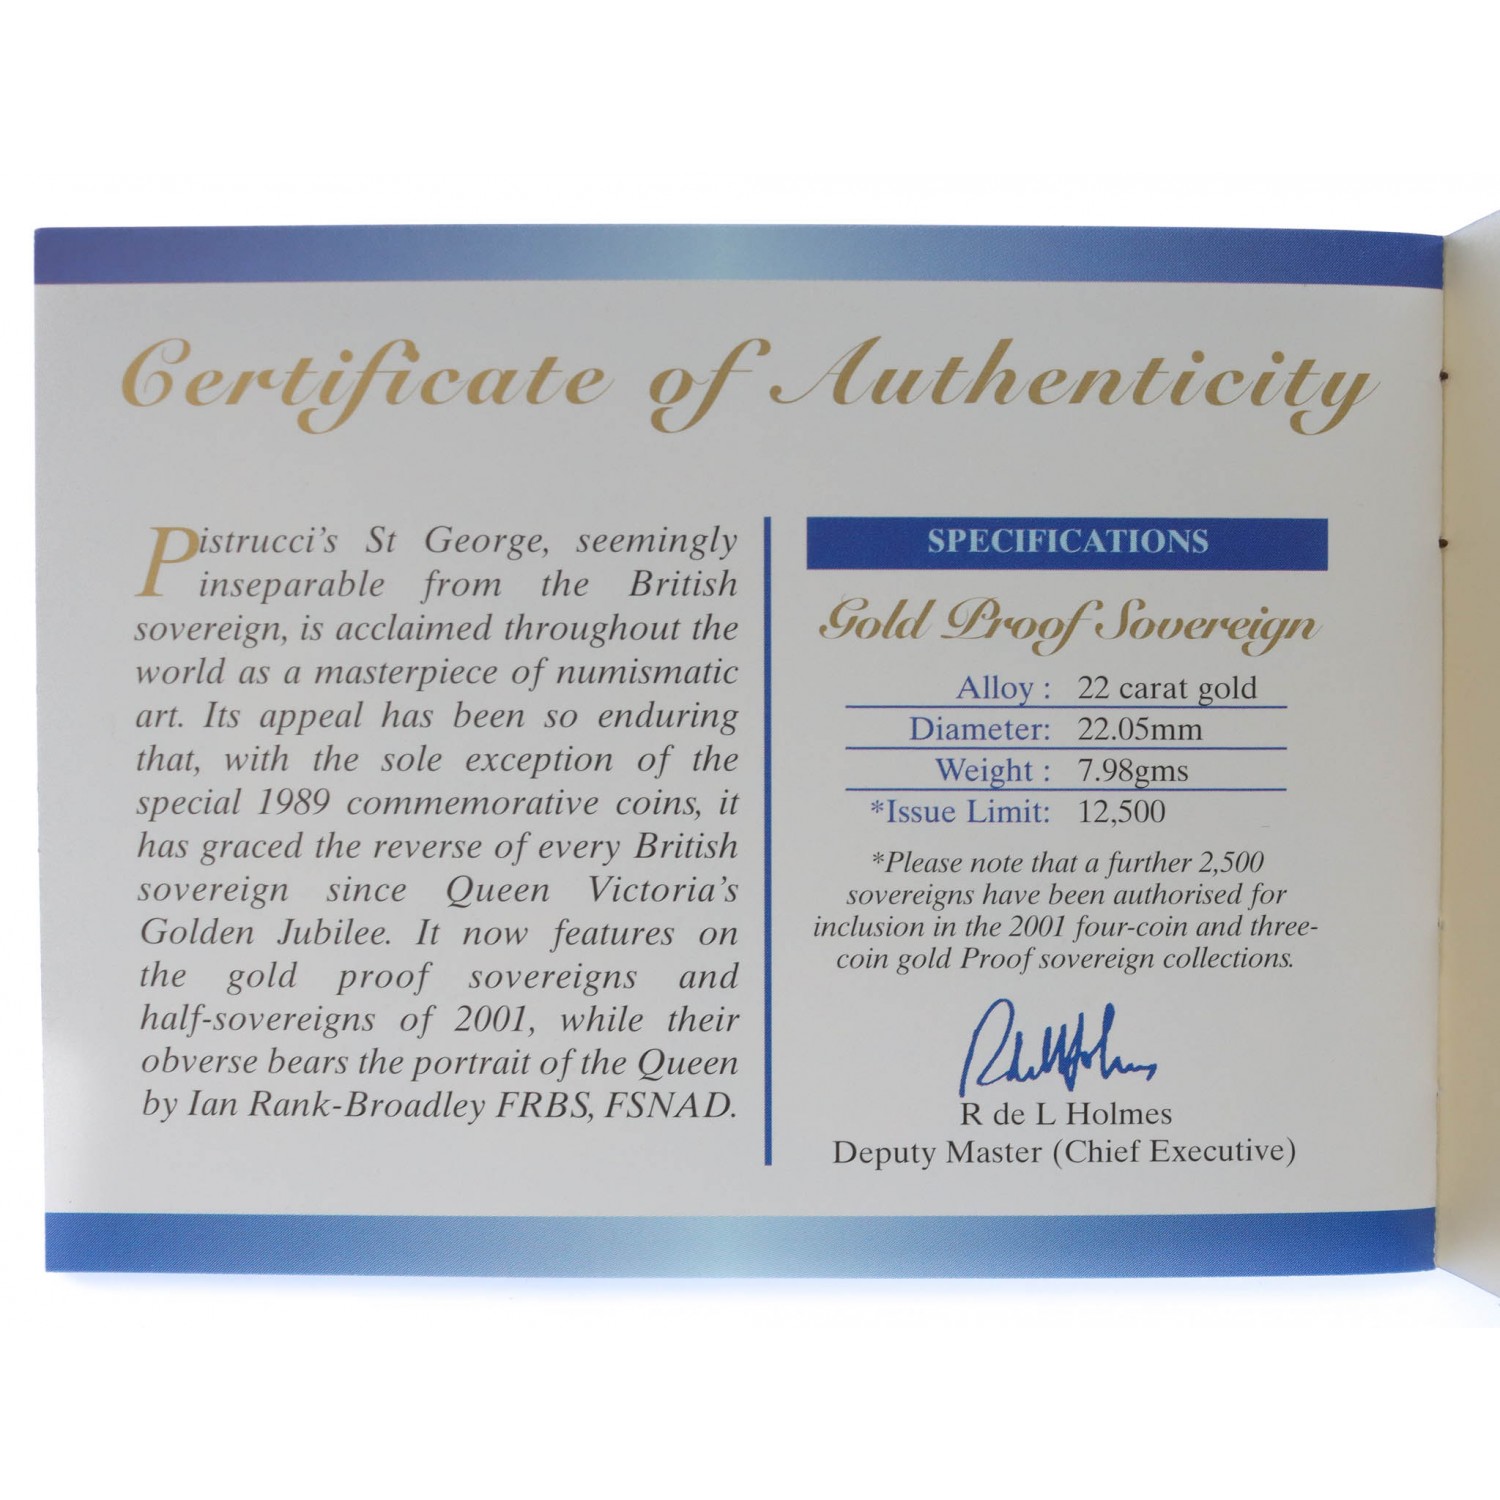 Certificate of Authenticity
Pistrucci's St George, seemingly
inseparable from the British
sovereign, is acclaimed throughout the
world as a masterpiece of numismatic
art. Its appeal has been so enduring
that, with the sole exception of the
special 1989 commemorative coins, it
has graced the reverse of every British
sovereign since Queen Victoria's
Golden Jubilee. It now features on
the gold proof sovereigns and
half-sovereigns of 2001, while their
obverse bears the portrait of the Queen
by Ian Rank-Broadley FRBS, FSNAD.
SPECIFICATIONS
Gold Proof Sovereign
Alloy : 22 carat gold
Diameter: 22.05mm
Weight : 7.98gms
*Issue Limit: 12,500
*Please note that a further 2,500
sovereigns have been authorised for
inclusion in the 2001 four-coin and three-
coin gold Proof sovereign collections.
R de L Holmes
R de L Holmes
Deputy Master (Chief Executive)